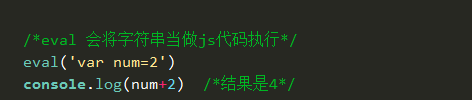 /*eval 会将字符串当做js代码执行*/
eval('var num=2')
console.log(num+2)  /*结果是4*/